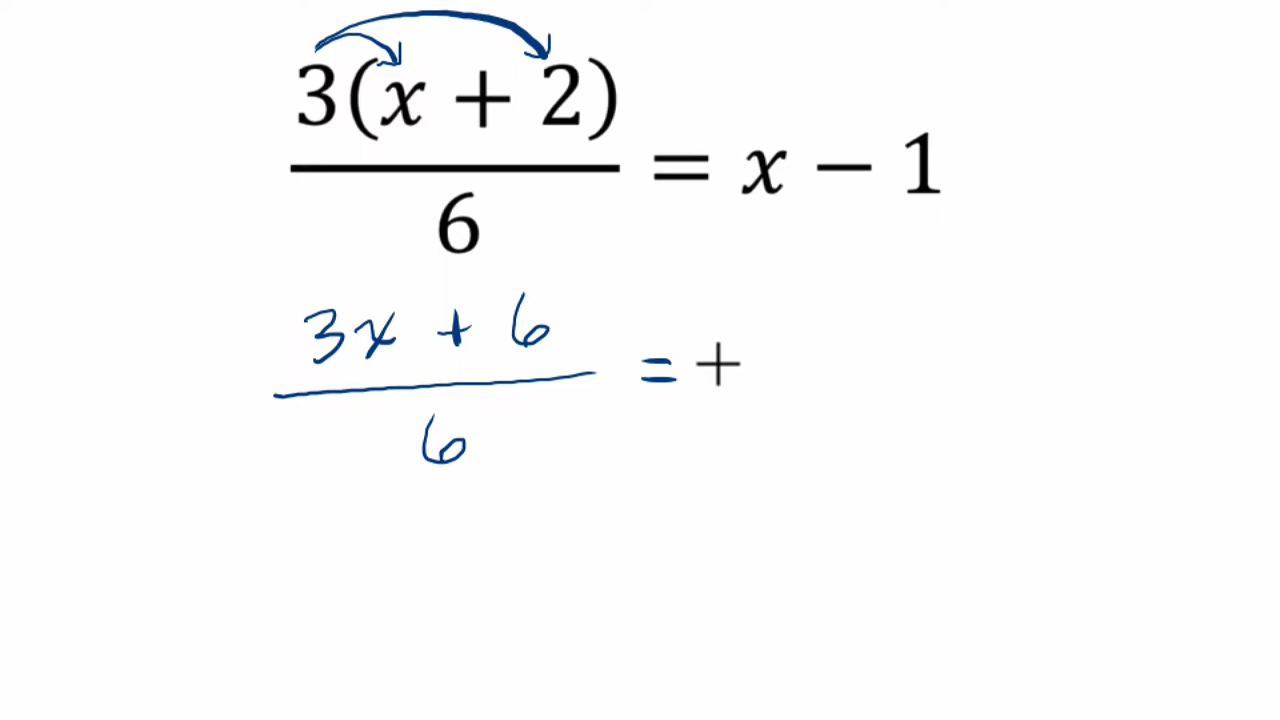 3(x + 2)
6
= x − 1
3x + 6
6
= +